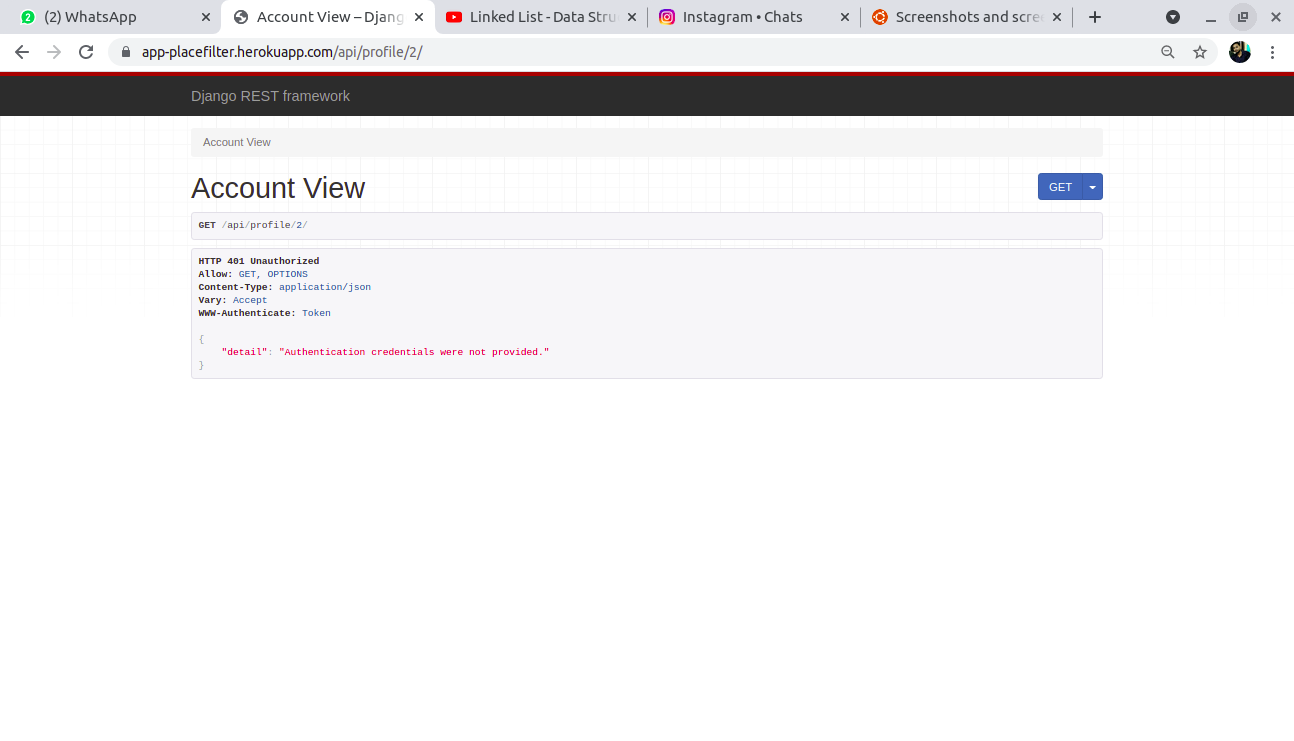 2 (2) WhatsApp
Account View – Djang
Linked List - Data Stru
Instagram • Chats
Screenshots and scree
app-placefilter.herokuapp.com/api/profile/2/
Django REST framework
Account View
Account View
GET
GET /api/profile/2/
HTTP 401 Unauthorized
Allow: GET, OPTIONS
Content-Type: application/json
Vary: Accept
WWW-Authenticate: Token
{
"detail": "Authentication credentials were not provided."
}